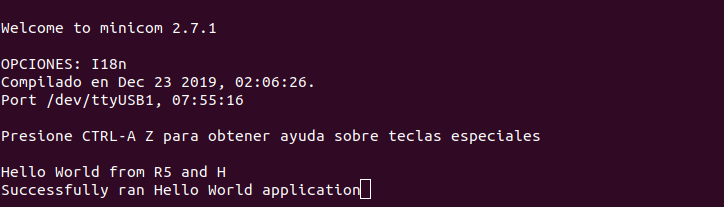 Welcome to minicom 2.7.1
OPCIONES: I18n
Compilado en Dec 23 2019, 02:06:26.
Port /dev/ttyUSB1, 07:55:16
Presione CTRL-A Z para obtener ayuda sobre teclas especiales
Hello World from R5 and H
Successfully ran Hello World application